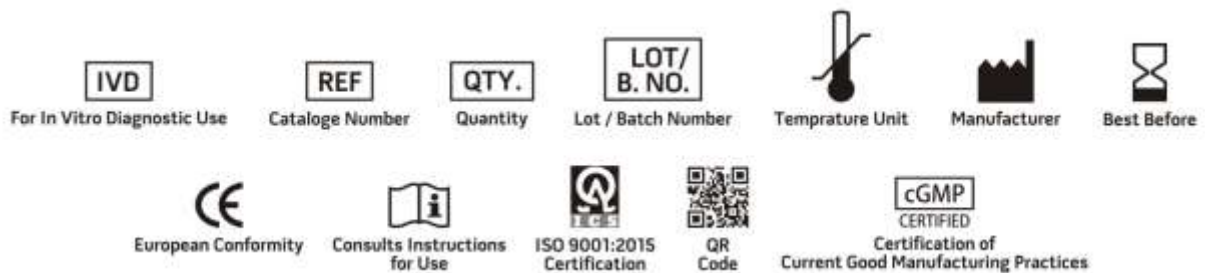 IVD
REF
QTY.
LOT/
B. NO.
For In Vitro Diagnostic Use
Cataloge Number
Quantity
Lot / Batch Number
Temprature Unit
Manufacturer
Best Before
CE
i
ICS
cGMP
CERTIFIED
European Conformity
Consults Instructions
for Use
ISO 9001:2015
Certification
QR
Code
Certification of
Current Good Manufacturing Practices